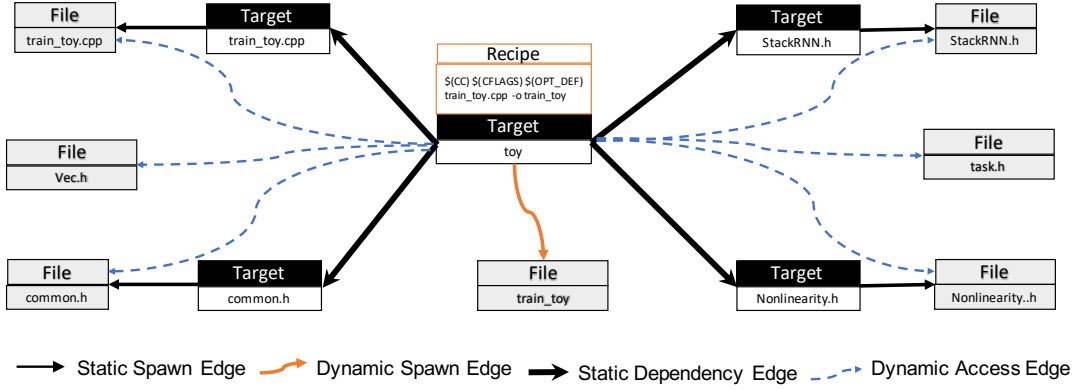 File
train_toy.cpp
Target
train_toy.cpp
Recipe
$(CC) $(CFLAGS) $(OPT_DEF)
train_toy.cpp -o train_toy
Target
toy
Target
StackRNN.h
File
StackRNN.h
File
Vec.h
File
task.h
File
common.h
Target
common.h
File
train_toy
Target
Nonlinearity.h
File
Nonlinearity..h
Static Spawn Edge
Dynamic Spawn Edge
Static Dependency Edge
Dynamic Access Edge